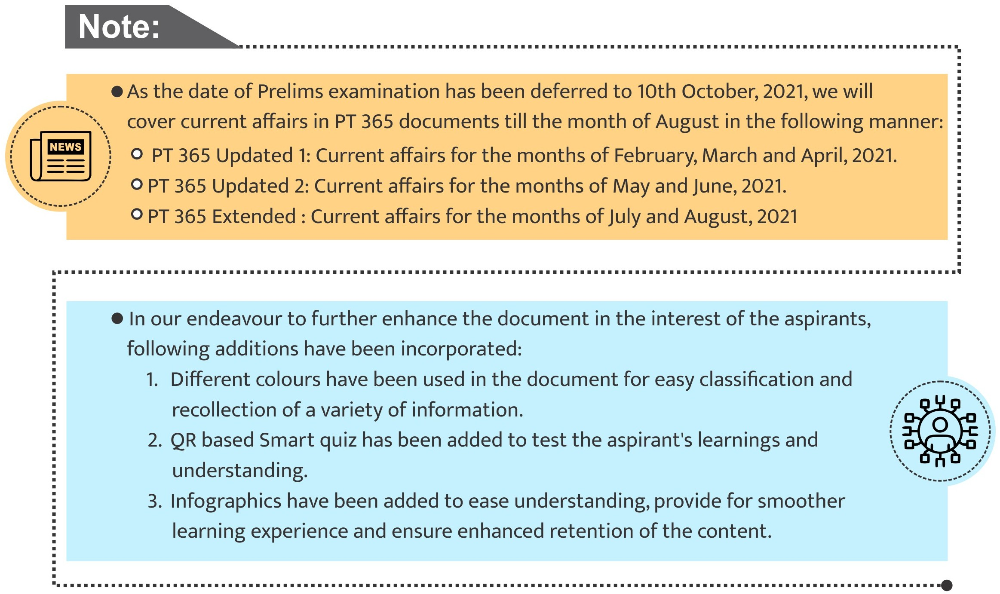 Note:
● As the date of Prelims examination has been deferred to 10th October, 2021, we will
cover current affairs in PT 365 documents till the month of August in the following manner:
NEWS
○ PT 365 Updated 1: Current affairs for the months of February, March and April, 2021.
○ PT 365 Updated 2: Current affairs for the months of May and June, 2021.
○ PT 365 Extended : Current affairs for the months of July and August, 2021
● In our endeavour to further enhance the document in the interest of the aspirants,
following additions have been incorporated:
1. Different colours have been used in the document for easy classification and
recollection of a variety of information.
2. QR based Smart quiz has been added to test the aspirant's learnings and
understanding.
3. Infographics have been added to ease understanding, provide for smoother
learning experience and ensure enhanced retention of the content.